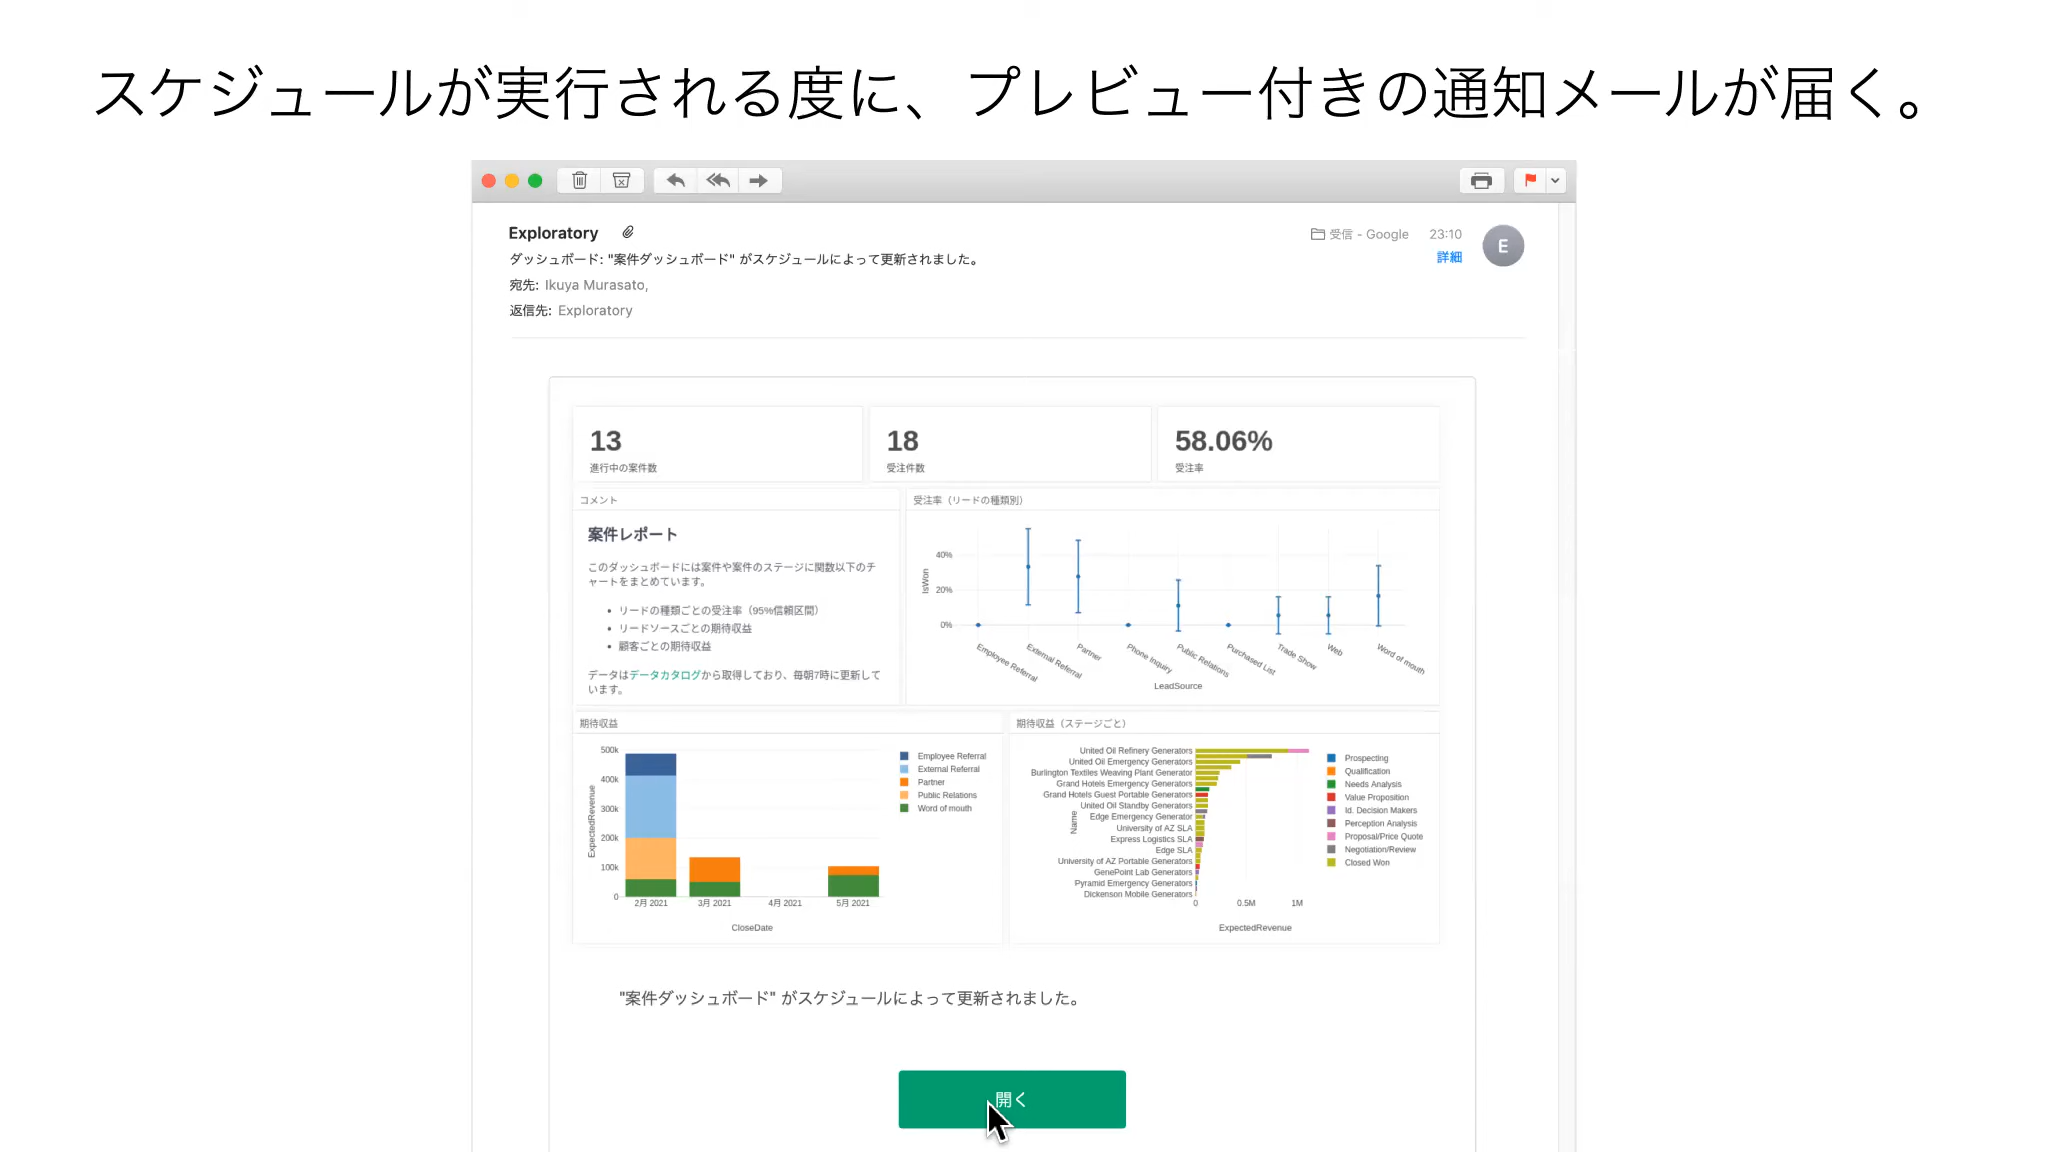 スケジュールが実行される度に、プレビュー付きの通知メールが届く。
Exploratory
受信 - Google 23:10
E
ダッシュボード: "案件ダッシュボード" がスケジュールによって更新されました。
詳細
宛先: Ikuya Murasato,
返信先: Exploratory
13
進行中の案件数
18
受注件数
58.06%
受注率
コメント
案件レポート
このダッシュボードには案件や案件のステージに関数以下のチ
ャートをまとめています。
• リードの種類ごとの受注率（95%信頼区間）
• リードソースごとの期待収益
• 顧客ごとの期待収益
データはデータカタログから取得しており、毎朝7時に更新して
います。
受注率（リードの種類別）
IsWon
40%
20%
0%
Employee Referral
External Referral
Partner
Phone Inquiry
Public Relations
Purchased List
Trade Show
Web
Word of mouth
LeadSource
期待収益
ExpectedRevenue
500k
400k
300k
200k
100k
0
2月 2021
3月 2021
4月 2021
5月 2021
CloseDate
Employee Referral
External Referral
Partner
Public Relations
Word of mouth
期待収益（ステージごと）
Name
United Oil Refinery Generators
United Oil Emergency Generators
Burlington Textiles Weaving Plant Generator
Grand Hotels Emergency Generators
Grand Hotels Guest Portable Generators
United Oil Standby Generators
Edge Emergency Generator
University of AZ SLA
Express Logistics SLA
Edge SLA
University of AZ Portable Generators
GenePoint Lab Generators
Pyramid Emergency Generators
Dickenson Mobile Generators
0
0.5M
1M
ExpectedRevenue
Prospecting
Qualification
Needs Analysis
Value Proposition
Id. Decision Makers
Perception Analysis
Proposal/Price Quote
Negotiation/Review
Closed Won
"案件ダッシュボード" がスケジュールによって更新されました。
開く